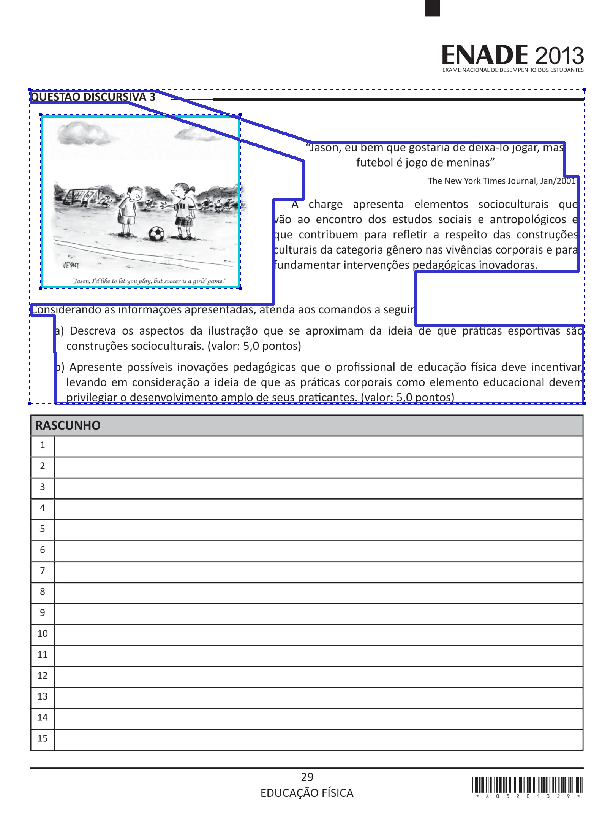 ENADE 2013
EXAME NACIONAL DE DESEMPENHO DOS ESTUDANTES
QUESTÃO DISCURSIVA 3
"Jason, eu bem que gostaria de deixá-lo jogar, mas
futebol é jogo de meninas"
The New York Times Journal, Jan/2001
A charge apresenta elementos socioculturais que
vão ao encontro dos estudos sociais e antropológicos e
que contribuem para refletir a respeito das construções
culturais da categoria gênero nas vivências corporais e para
fundamentar intervenções pedagógicas inovadoras.
"Jason, I'd like to let you play, but soccer is a girls' game."
Considerando as informações apresentadas, atenda aos comandos a seguir
a) Descreva os aspectos da ilustração que se aproximam da ideia de que práticas esportivas são
construções socioculturais. (valor: 5,0 pontos)
b) Apresente possíveis inovações pedagógicas que o profissional de educação física deve incentivar,
levando em consideração a ideia de que as práticas corporais como elemento educacional devem
privilegiar o desenvolvimento amplo de seus praticantes. (valor: 5,0 pontos)
RASCUNHO
1
2
3
4
5
6
7
8
9
10
11
12
13
14
15
29
EDUCAÇÃO FÍSICA